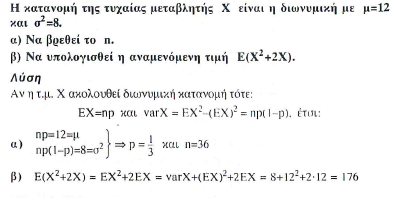 Η κατανομή της τυχαίας μεταβλητής Χ είναι η διωνυμική με μ=12
και σ²=8.
α) Να βρεθεί το n.
β) Να υπολογισθεί η αναμενόμενη τιμή E(X²+2X).
Λύση
Αν η τ.μ. Χ ακολουθεί διωνυμική κατανομή τότε:
EX=np και varX = EX²-(EX)² = np(1-p), έτσι:
α) np=12=μ
np(1-p)=8=σ² } ⇒ p = 1/3 και n=36
β) E(X²+2X) = EX²+2EX = varX+(EX)²+2EX = 8+12²+2·12 = 176